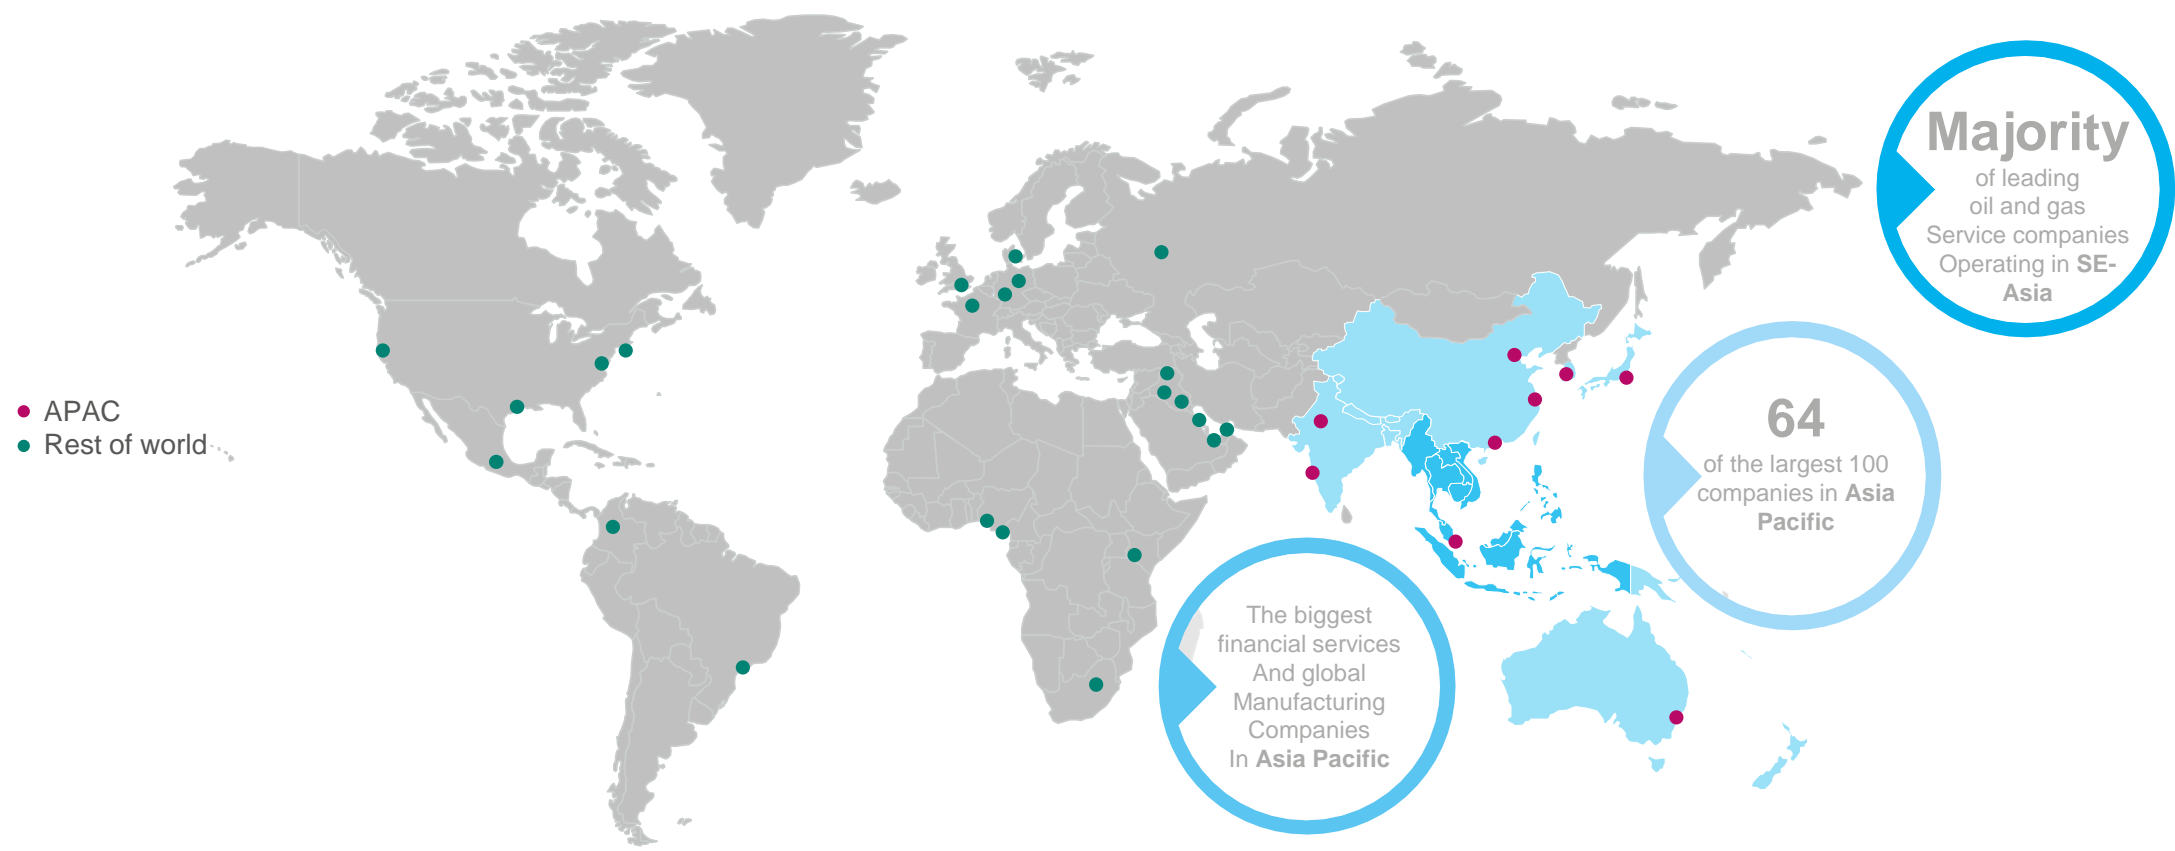 Majority
of leading
oil and gas
Service companies
Operating in SE-
Asia
64
of the largest 100
companies in Asia
Pacific
APAC
Rest of world
The biggest
financial services
And global
Manufacturing
Companies
In Asia Pacific